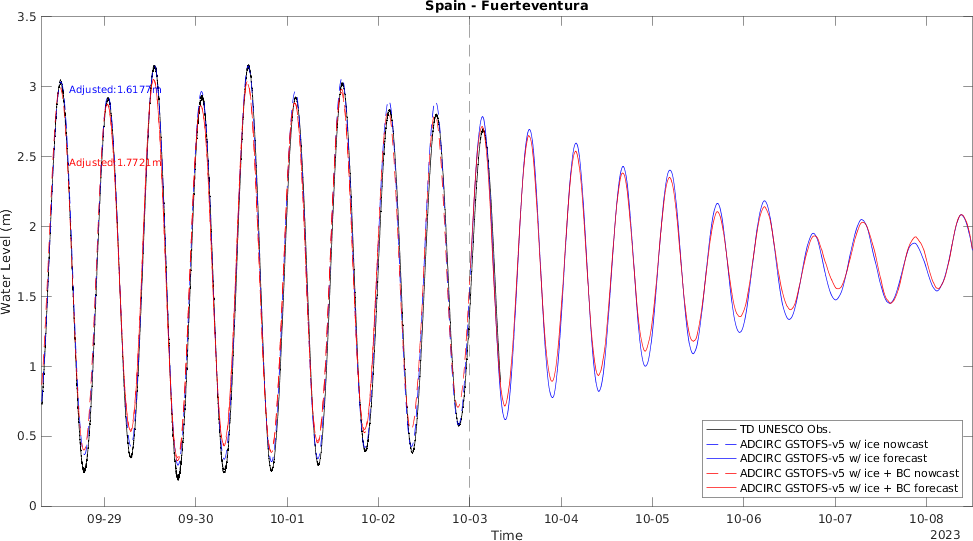 Spain - Fuerteventura
3.5
3
2.5
2
1.5
1
0.5
0
Water Level (m)
Adjusted:1.6177m
Adjusted:1.7721m
TD UNESCO Obs.
ADCIRC GSTOFS-v5 w/ ice nowcast
ADCIRC GSTOFS-v5 w/ ice forecast
ADCIRC GSTOFS-v5 w/ ice + BC nowcast
ADCIRC GSTOFS-v5 w/ ice + BC forecast
09-29 09-30 10-01 10-02 10-03 10-04 10-05 10-06 10-07 10-08
2023
Time